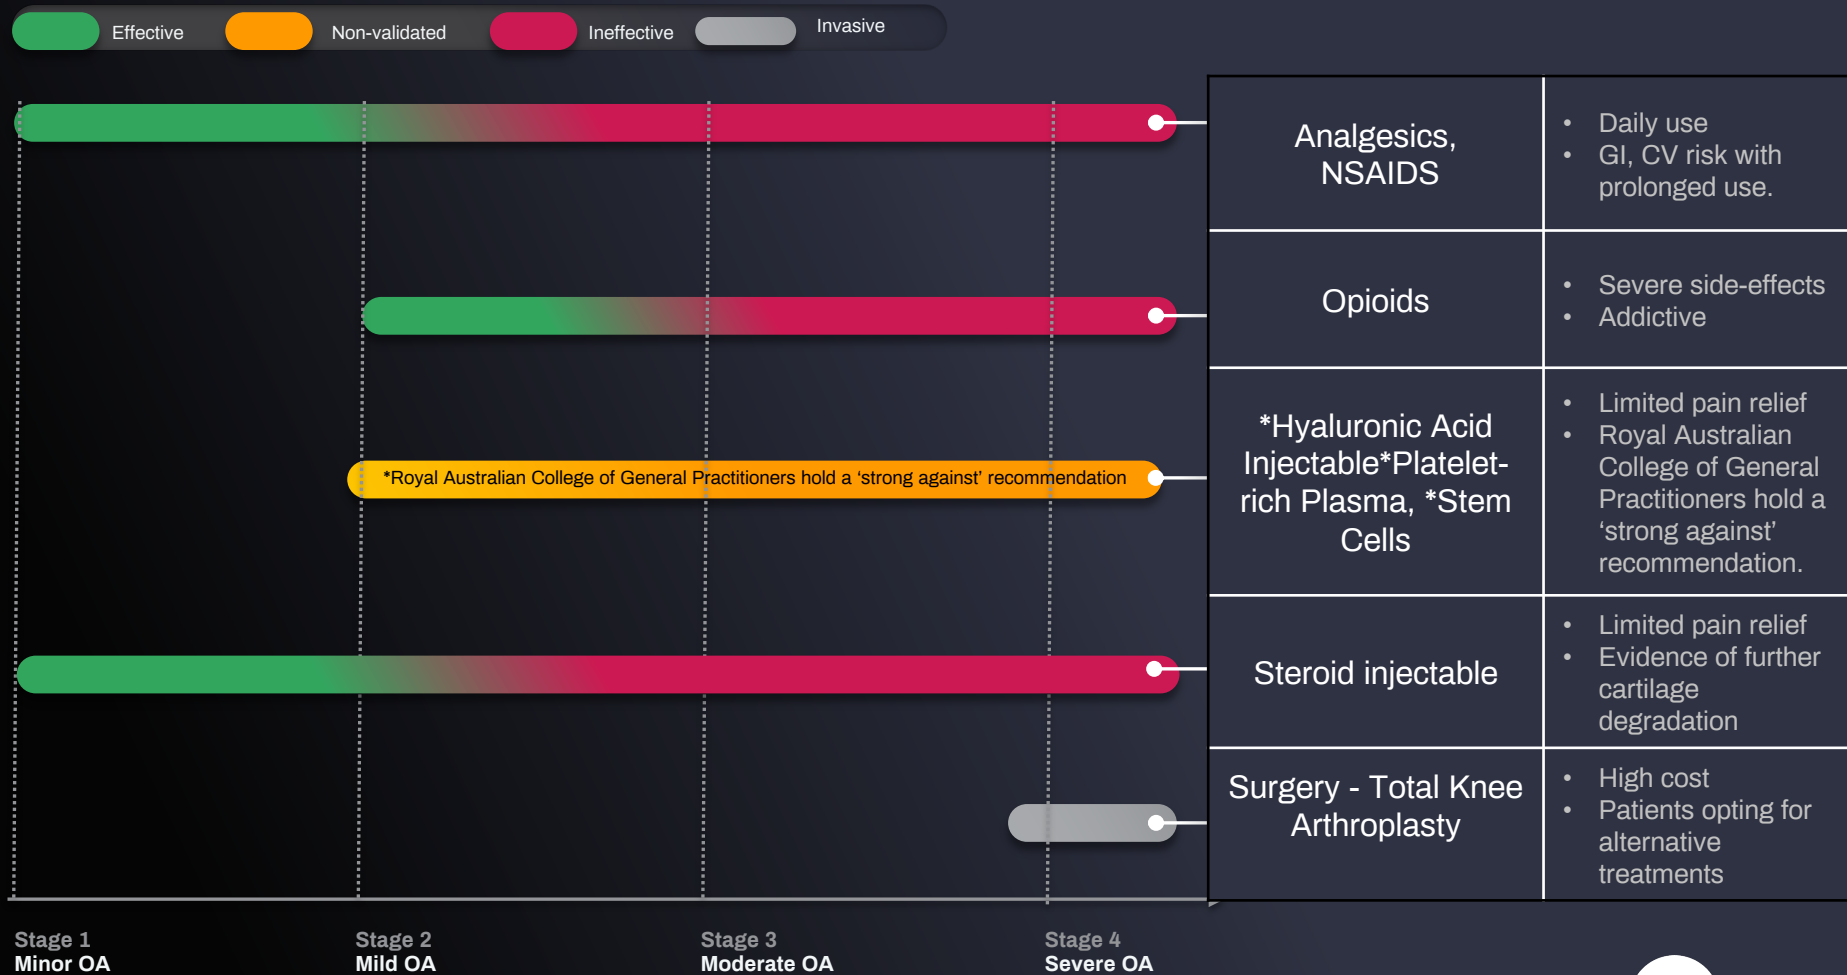 Effective
Non-validated
Ineffective
Invasive
Analgesics,
NSAIDS
• Daily use
• GI, CV risk with
prolonged use.
Opioids
• Severe side-effects
• Addictive
*Royal Australian College of General Practitioners hold a ‘strong against’ recommendation
*Hyaluronic Acid
Injectable*Platelet-
rich Plasma, *Stem
Cells
• Limited pain relief
• Royal Australian
College of General
Practitioners hold a
‘strong against’
recommendation.
Steroid injectable
• Limited pain relief
• Evidence of further
cartilage
degradation
Surgery - Total Knee
Arthroplasty
• High cost
• Patients opting for
alternative
treatments
Stage 1
Minor OA
Stage 2
Mild OA
Stage 3
Moderate OA
Stage 4
Severe OA